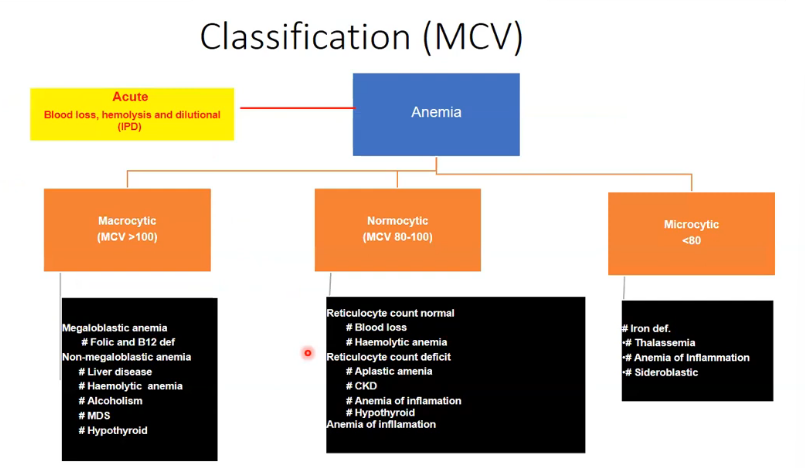 Classification (MCV)
Acute
Blood loss, hemolysis and dilutional
(IPD)
Anemia
Macrocytic
(MCV >100)
Normocytic
(MCV 80-100)
Microcytic
<80
Megaloblastic anemia
# Folic and B12 def
Non-megaloblastic anemia
# Liver disease
# Haemolytic anemia
# Alcoholism
# MDS
# Hypothyroid
Reticulocyte count normal
# Blood loss
# Haemolytic anemia
Reticulocyte count deficit
# Aplastic amenia
# CKD
# Anemia of inflamation
# Hypothyroid
Anemia of infllamation
# Iron def.
•# Thalassemia
•# Anemia of Inflammation
•# Sideroblastic